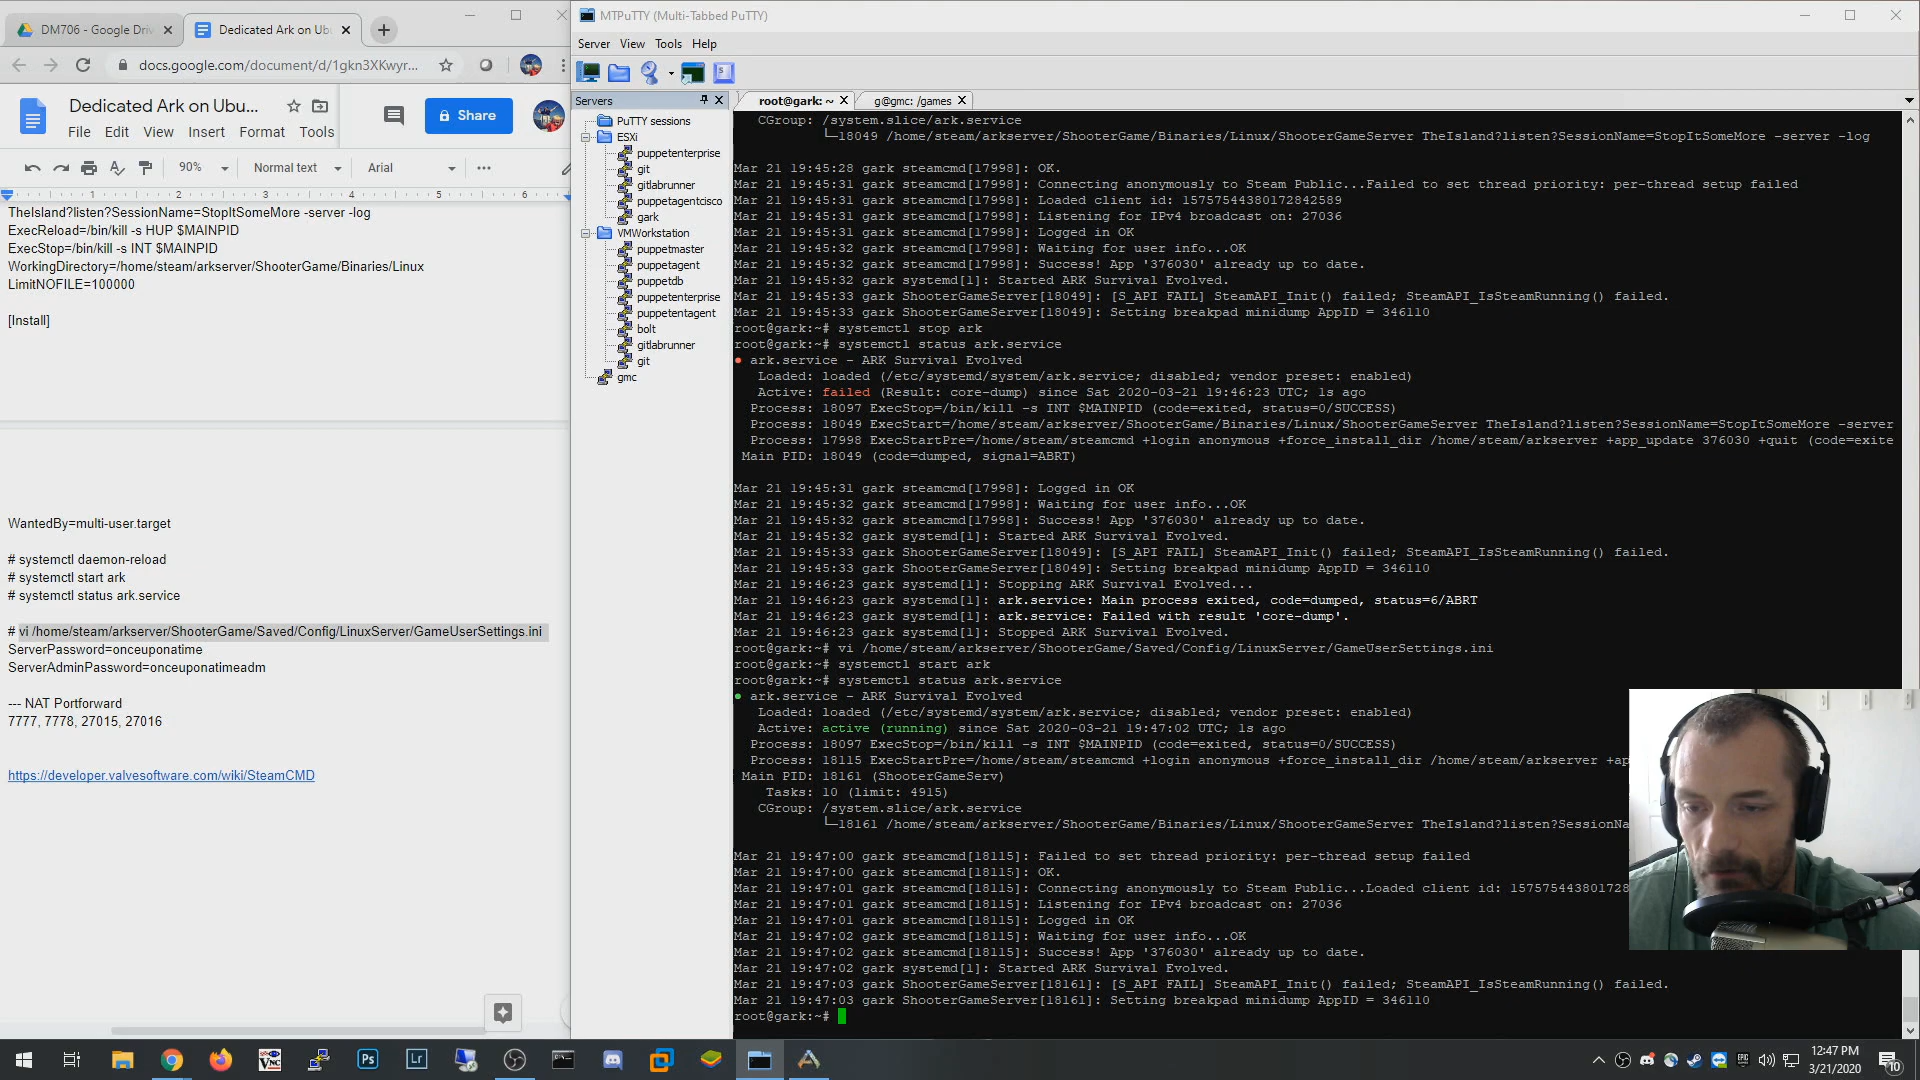 DM706 - Google Driv
Dedicated Ark on Ubu
docs.google.com/document/d/1gkn3XKwyr...
Dedicated Ark on Ubu...
File Edit View Insert Format Tools
Share
90% Normal text Arial
1 2 3 4 5 6
TheIsland?listen?SessionName=StopItSomeMore -server -log
ExecReload=/bin/kill -s HUP $MAINPID
ExecStop=/bin/kill -s INT $MAINPID
WorkingDirectory=/home/steam/arkserver/ShooterGame/Binaries/Linux
LimitNOFILE=100000
[Install]
WantedBy=multi-user.target
# systemctl daemon-reload
# systemctl start ark
# systemctl status ark.service
# vi /home/steam/arkserver/ShooterGame/Saved/Config/LinuxServer/GameUserSettings.ini
ServerPassword=onceuponatime
ServerAdminPassword=onceuponatimeadm
--- NAT Portforward
7777, 7778, 27015, 27016
https://developer.valvesoftware.com/wiki/SteamCMD
MTPuTTY (Multi-Tabbed PuTTY)
Server View Tools Help
Servers
PuTTY sessions
ESXi
puppetenterprise
git
gitlabrunner
puppetagentcisco
gark
VMWorkstation
puppetmaster
puppetagent
puppetdb
puppetenterprise
puppetentagent
bolt
gitlabrunner
git
gmc
root@gark: ~
g@gmc: /games
CGroup: /system.slice/ark.service
└─18049 /home/steam/arkserver/ShooterGame/Binaries/Linux/ShooterGameServer TheIsland?listen?SessionName=StopItSomeMore -server -log
Mar 21 19:45:28 gark steamcmd[17998]: OK.
Mar 21 19:45:31 gark steamcmd[17998]: Connecting anonymously to Steam Public...Failed to set thread priority: per-thread setup failed
Mar 21 19:45:31 gark steamcmd[17998]: Loaded client id: 15757544380172842589
Mar 21 19:45:31 gark steamcmd[17998]: Listening for IPv4 broadcast on: 27036
Mar 21 19:45:31 gark steamcmd[17998]: Logged in OK
Mar 21 19:45:32 gark steamcmd[17998]: Waiting for user info...OK
Mar 21 19:45:32 gark steamcmd[17998]: Success! App '376030' already up to date.
Mar 21 19:45:32 gark systemd[1]: Started ARK Survival Evolved.
Mar 21 19:45:33 gark ShooterGameServer[18049]: [S_API FAIL] SteamAPI_Init() failed; SteamAPI_IsSteamRunning() failed.
Mar 21 19:45:33 gark ShooterGameServer[18049]: Setting breakpad minidump AppID = 346110
root@gark:~# systemctl stop ark
root@gark:~# systemctl status ark.service
● ark.service - ARK Survival Evolved
Loaded: loaded (/etc/systemd/system/ark.service; disabled; vendor preset: enabled)
Active: failed (Result: core-dump) since Sat 2020-03-21 19:46:23 UTC; 1s ago
Process: 18097 ExecStop=/bin/kill -s INT $MAINPID (code=exited, status=0/SUCCESS)
Process: 18049 ExecStart=/home/steam/arkserver/ShooterGame/Binaries/Linux/ShooterGameServer TheIsland?listen?SessionName=StopItSomeMore -server
Process: 17998 ExecStartPre=/home/steam/steamcmd +login anonymous +force_install_dir /home/steam/arkserver +app_update 376030 +quit (code=exite
Main PID: 18049 (code=dumped, signal=ABRT)
Mar 21 19:45:31 gark steamcmd[17998]: Logged in OK
Mar 21 19:45:32 gark steamcmd[17998]: Waiting for user info...OK
Mar 21 19:45:32 gark steamcmd[17998]: Success! App '376030' already up to date.
Mar 21 19:45:32 gark systemd[1]: Started ARK Survival Evolved.
Mar 21 19:45:33 gark ShooterGameServer[18049]: [S_API FAIL] SteamAPI_Init() failed; SteamAPI_IsSteamRunning() failed.
Mar 21 19:45:33 gark ShooterGameServer[18049]: Setting breakpad minidump AppID = 346110
Mar 21 19:46:23 gark systemd[1]: Stopping ARK Survival Evolved...
Mar 21 19:46:23 gark systemd[1]: ark.service: Main process exited, code=dumped, status=6/ABRT
Mar 21 19:46:23 gark systemd[1]: ark.service: Failed with result 'core-dump'.
Mar 21 19:46:23 gark systemd[1]: Stopped ARK Survival Evolved.
root@gark:~# vi /home/steam/arkserver/ShooterGame/Saved/Config/LinuxServer/GameUserSettings.ini
root@gark:~# systemctl start ark
root@gark:~# systemctl status ark.service
● ark.service - ARK Survival Evolved
Loaded: loaded (/etc/systemd/system/ark.service; disabled; vendor preset: enabled)
Active: active (running) since Sat 2020-03-21 19:47:02 UTC; 1s ago
Process: 18097 ExecStop=/bin/kill -s INT $MAINPID (code=exited, status=0/SUCCESS)
Process: 18115 ExecStartPre=/home/steam/steamcmd +login anonymous +force_install_dir /home/steam/arkserver +ap
Main PID: 18161 (ShooterGameServ)
Tasks: 10 (limit: 4915)
CGroup: /system.slice/ark.service
└─18161 /home/steam/arkserver/ShooterGame/Binaries/Linux/ShooterGameServer TheIsland?listen?SessionNa
Mar 21 19:47:00 gark steamcmd[18115]: Failed to set thread priority: per-thread setup failed
Mar 21 19:47:00 gark steamcmd[18115]: OK.
Mar 21 19:47:01 gark steamcmd[18115]: Connecting anonymously to Steam Public...Loaded client id: 157575443801728
Mar 21 19:47:01 gark steamcmd[18115]: Listening for IPv4 broadcast on: 27036
Mar 21 19:47:01 gark steamcmd[18115]: Logged in OK
Mar 21 19:47:02 gark steamcmd[18115]: Waiting for user info...OK
Mar 21 19:47:02 gark steamcmd[18115]: Success! App '376030' already up to date.
Mar 21 19:47:02 gark systemd[1]: Started ARK Survival Evolved.
Mar 21 19:47:03 gark ShooterGameServer[18161]: [S_API FAIL] SteamAPI_Init() failed; SteamAPI_IsSteamRunning() failed.
Mar 21 19:47:03 gark ShooterGameServer[18161]: Setting breakpad minidump AppID = 346110
root@gark:~#
Ps Lr
12:47 PM
3/21/2020
10